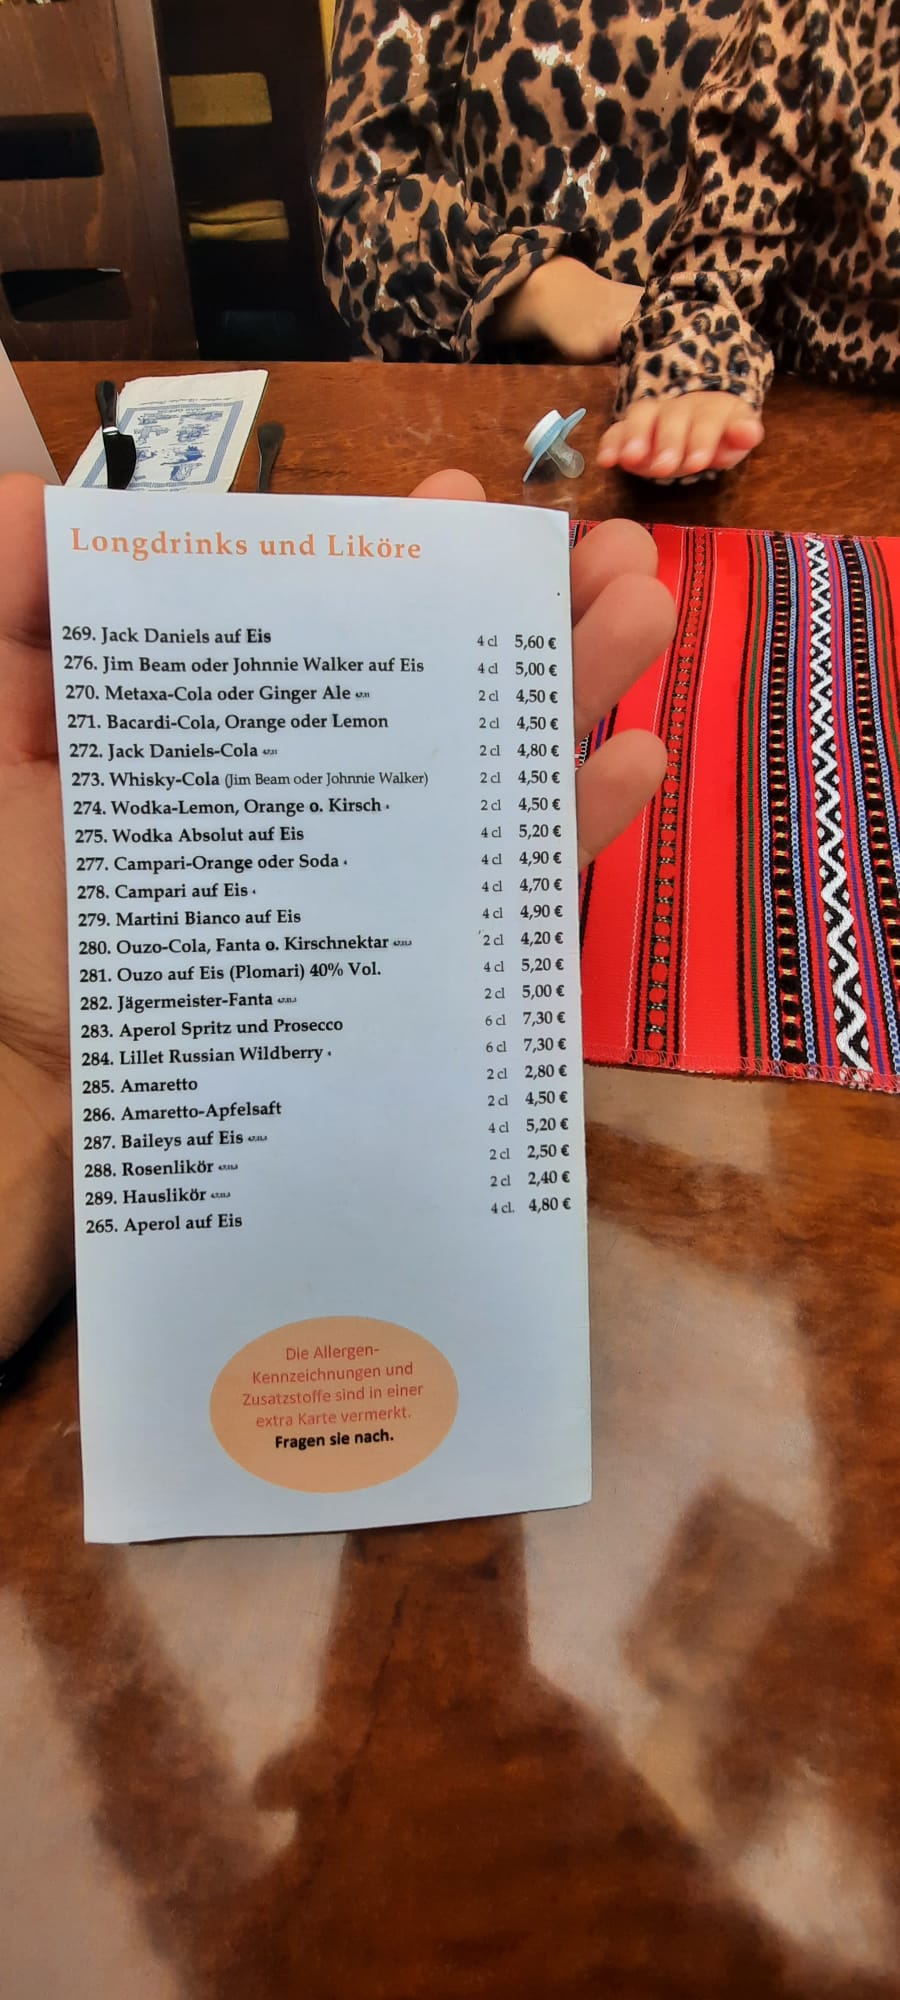 Longdrinks und Liköre
269. Jack Daniels auf Eis 4 cl 5,60 €
276. Jim Beam oder Johnnie Walker auf Eis 4 cl 5,00 €
270. Metaxa-Cola oder Ginger Ale 2 cl 4,50 €
271. Bacardi-Cola, Orange oder Lemon 2 cl 4,50 €
272. Jack Daniels-Cola 2 cl 4,80 €
273. Whisky-Cola (Jim Beam oder Johnnie Walker) 2 cl 4,50 €
274. Wodka-Lemon, Orange o. Kirsch 2 cl 4,50 €
275. Wodka Absolut auf Eis 4 cl 5,20 €
277. Campari-Orange oder Soda 4 cl 4,90 €
278. Campari auf Eis 4 cl 4,70 €
279. Martini Bianco auf Eis 4 cl 4,90 €
280. Ouzo-Cola, Fanta o. Kirschnektar 2 cl 4,20 €
281. Ouzo auf Eis (Plomari) 40% Vol. 4 cl 5,20 €
282. Jägermeister-Fanta 2 cl 5,00 €
283. Aperol Spritz und Prosecco 6 cl 7,30 €
284. Lillet Russian Wildberry 6 cl 7,30 €
285. Amaretto 2 cl 2,80 €
286. Amaretto-Apfelsaft 2 cl 4,50 €
287. Baileys auf Eis 4 cl 5,20 €
288. Rosenlikör 2 cl 2,50 €
289. Hauslikör 2 cl 2,40 €
265. Aperol auf Eis 4 cl. 4,80 €
Die Allergen-
Kennzeichnungen und
Zusatzstoffe sind in einer
extra Karte vermerkt.
Fragen sie nach.